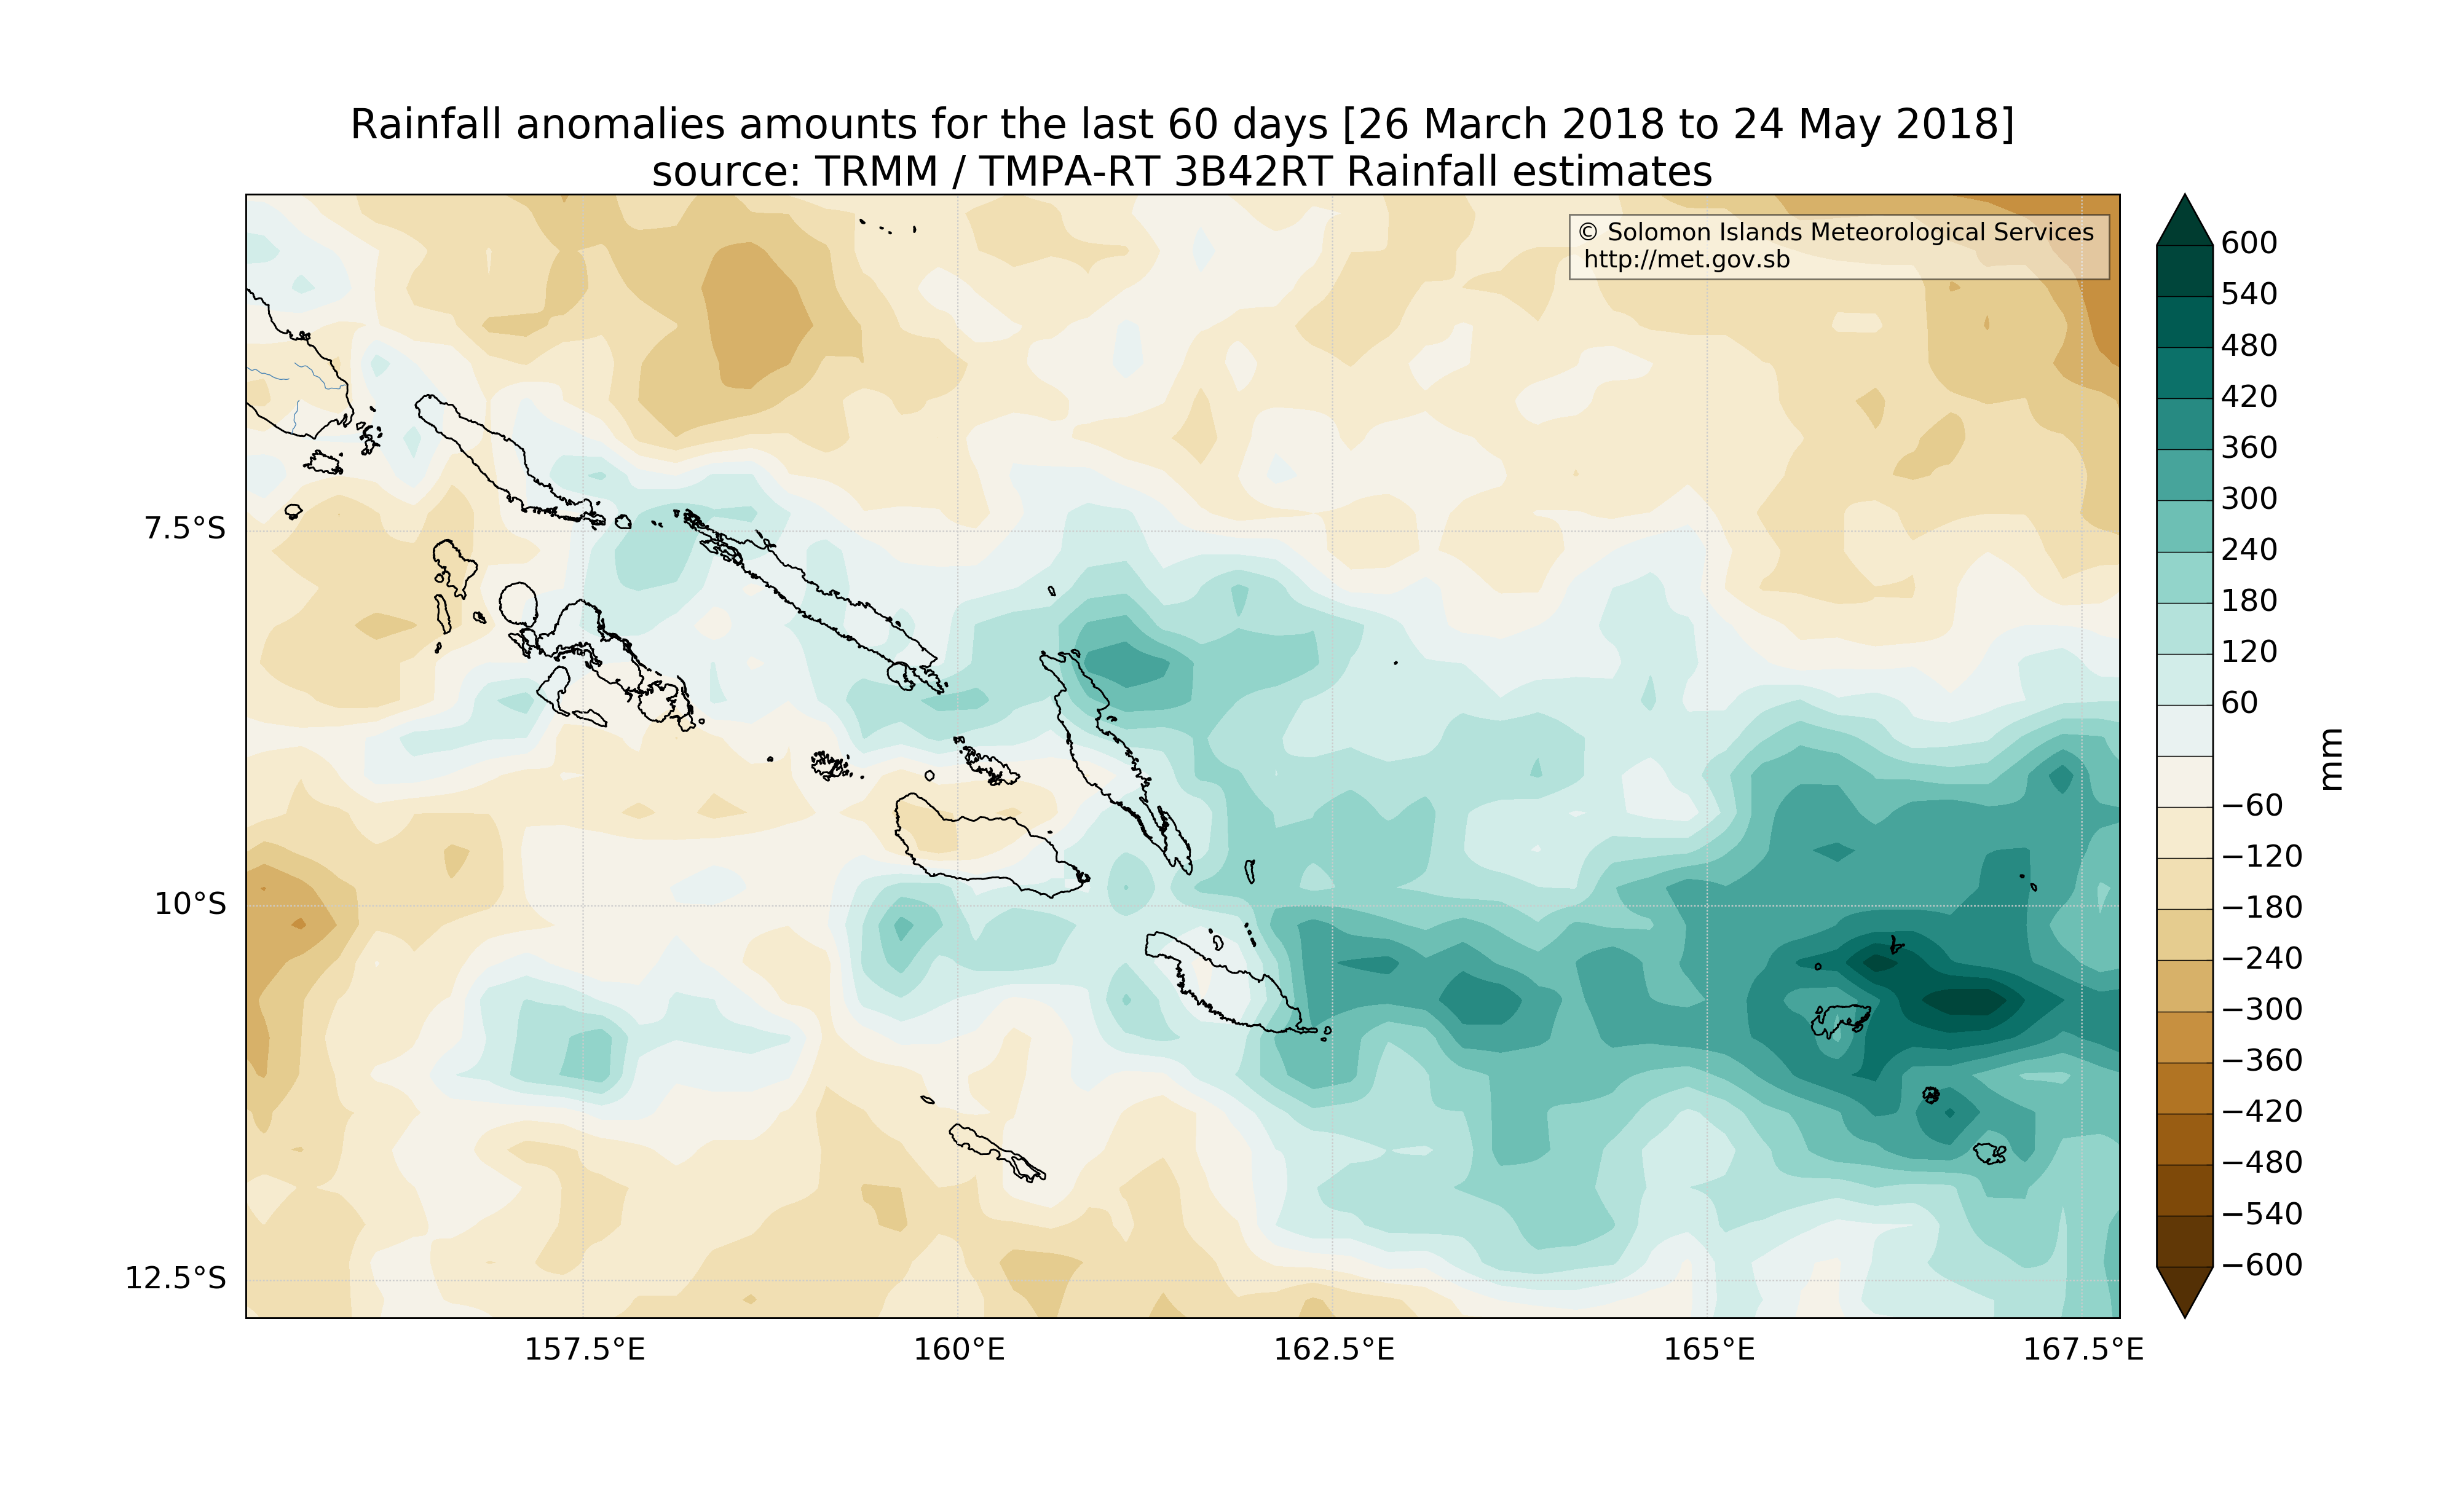 Rainfall anomalies amounts for the last 60 days [26 March 2018 to 24 May 2018]
source: TRMM / TMPA-RT 3B42RT Rainfall estimates
© Solomon Islands Meteorological Services
http://met.gov.sb
7.5°S
10°S
12.5°S
157.5°E
160°E
162.5°E
165°E
167.5°E
600
540
480
420
360
300
240
180
120
60
−60
−120
−180
−240
−300
−360
−420
−480
−540
−600
mm